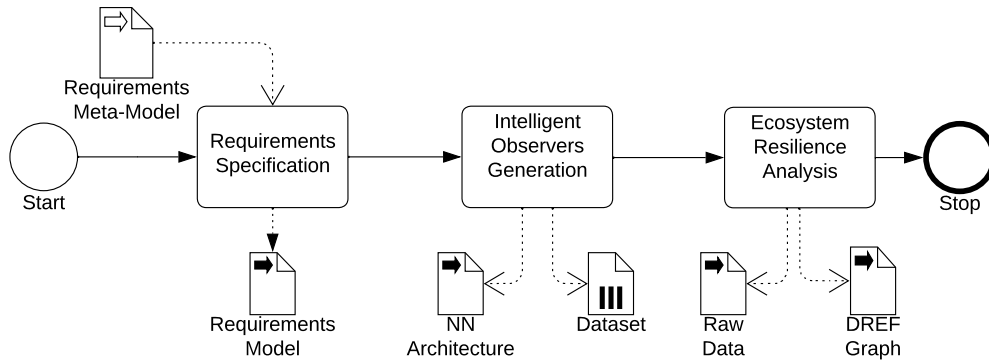 Requirements
Meta-Model
Start
Requirements
Specification
Intelligent
Observers
Generation
Ecosystem
Resilience
Analysis
Stop
Requirements
Model
NN
Architecture
Dataset
Raw
Data
DREF
Graph